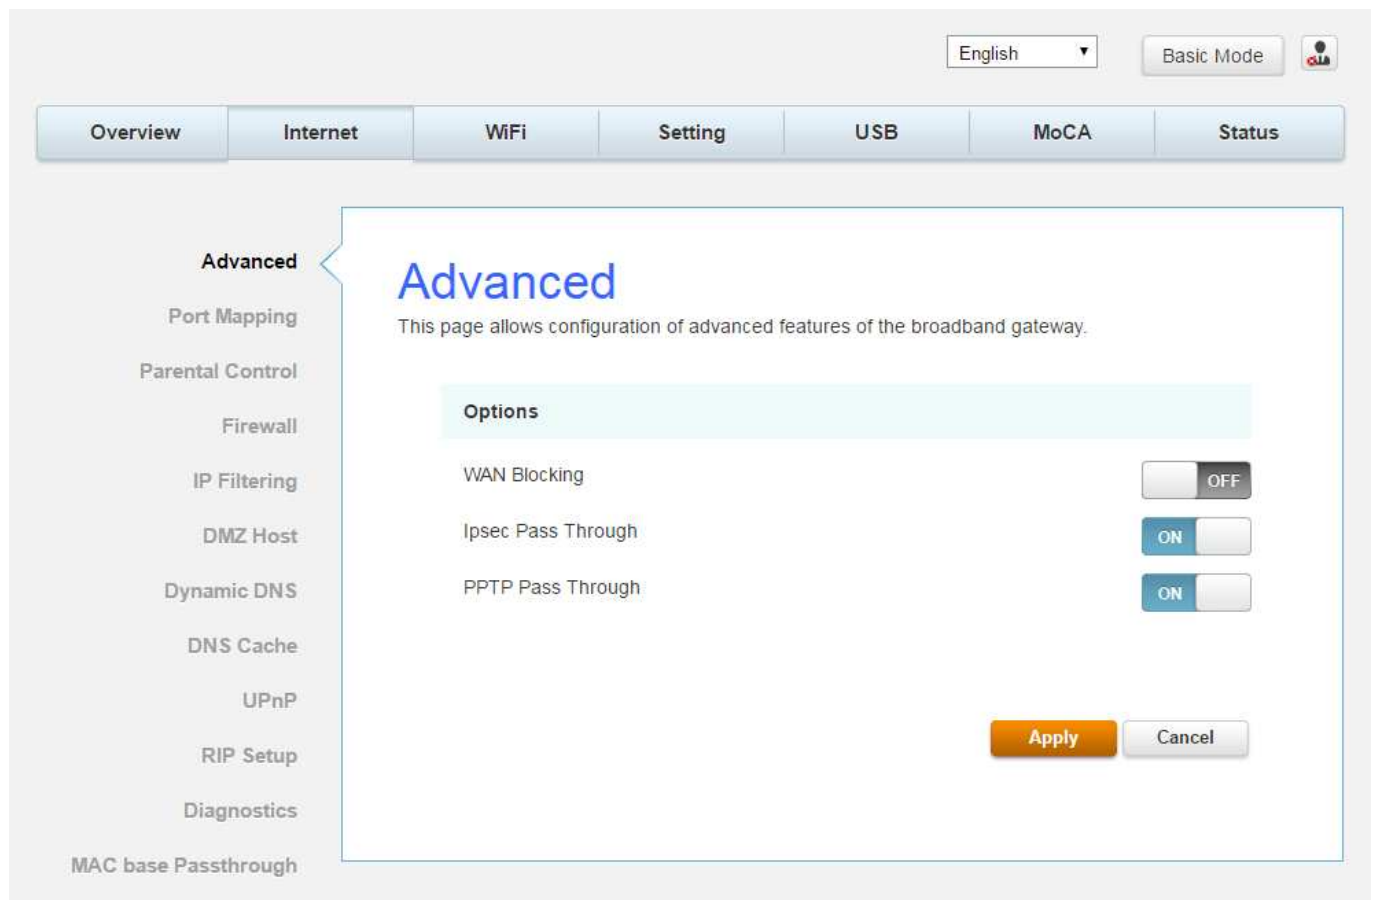 English
Basic Mode
Overview Internet WiFi Setting USB MoCA Status
Advanced
Port Mapping
Parental Control
Firewall
IP Filtering
DMZ Host
Dynamic DNS
DNS Cache
UPnP
RIP Setup
Diagnostics
MAC base Passthrough
Advanced
This page allows configuration of advanced features of the broadband gateway.
Options
WAN Blocking OFF
Ipsec Pass Through ON
PPTP Pass Through ON
Apply Cancel